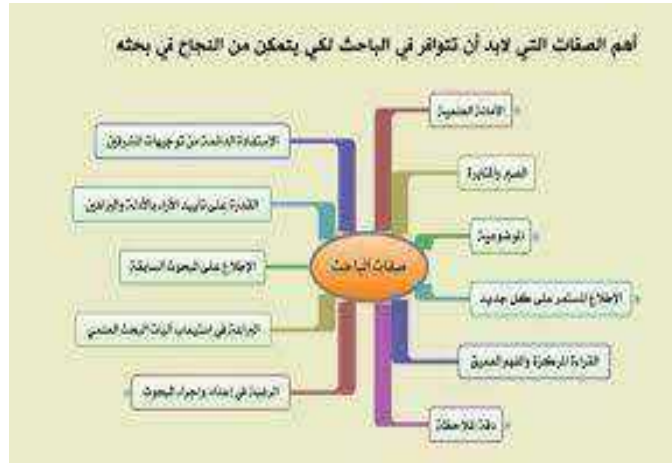 أهم الصفات التي لابد أن تتوافر في الباحث لكي يتمكن من النجاح في بحثه
الأمانة العلمية
الصبر والمثابرة
الموضوعية
الاطلاع المستمر على كل جديد
القراءة المركزة والفهم العميق
دقة الملاحظة
صفات الباحث
الاستفادة الدائمة من توجيهات المشرفين
القدرة على تأييد الآراء بالأدلة والبراهين
الإطلاع على البحوث السابقة
البراعة في إستيعاب آليات البحث العلمي
الرغبة في إعداد وإجراء البحوث